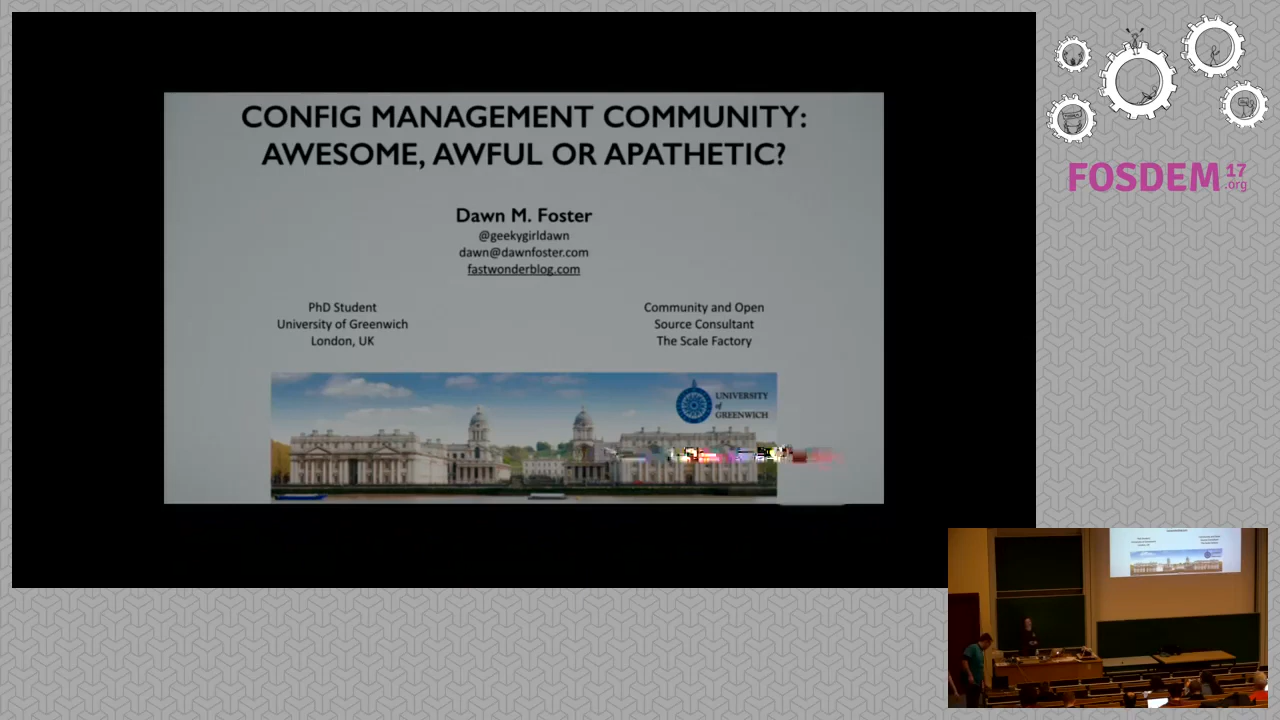 CONFIG MANAGEMENT COMMUNITY:
AWESOME, AWFUL OR APATHETIC?
Dawn M. Foster
@geekygirldawn
dawn@dawnfoster.com
fastwonderblog.com
PhD Student
University of Greenwich
London, UK
Community and Open
Source Consultant
The Scale Factory
UNIVERSITY
of
GREENWICH
FOSDEM 17
.org